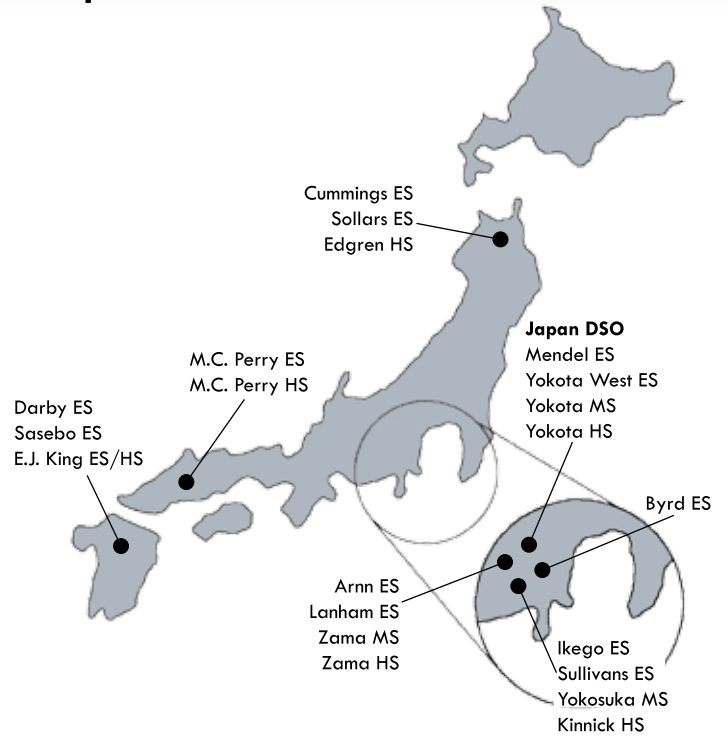 Cummings ES
Sollars ES
Edgren HS
Japan DSO
Mendel ES
Yokota West ES
Yokota MS
Yokota HS
M.C. Perry ES
M.C. Perry HS
Darby ES
Sasebo ES
E.J. King ES/HS
Byrd ES
Arnn ES
Lanham ES
Zama MS
Zama HS
Ikego ES
Sullivans ES
Yokosuka MS
Kinnick HS